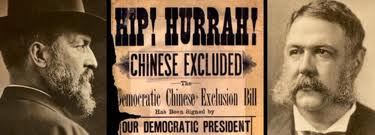 HIP! HURRAH!
CHINESE EXCLUDED
The
Democratic Chinese Exclusion Bill
Has Been Signed by
OUR DEMOCRATIC PRESIDENT